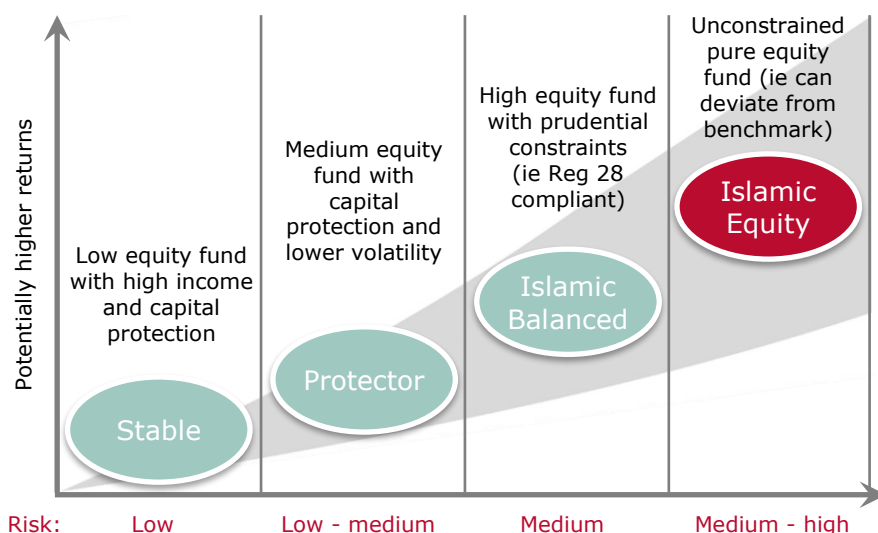 Potentially higher returns
Low equity fund
with high income
and capital
protection
Stable
Medium equity
fund with
capital
protection and
lower volatility
Protector
High equity fund
with prudential
constraints
(ie Reg 28
compliant)
Islamic
Balanced
Unconstrained
pure equity
fund (ie can
deviate from
benchmark)
Islamic
Equity
Risk: Low Low - medium Medium Medium - high